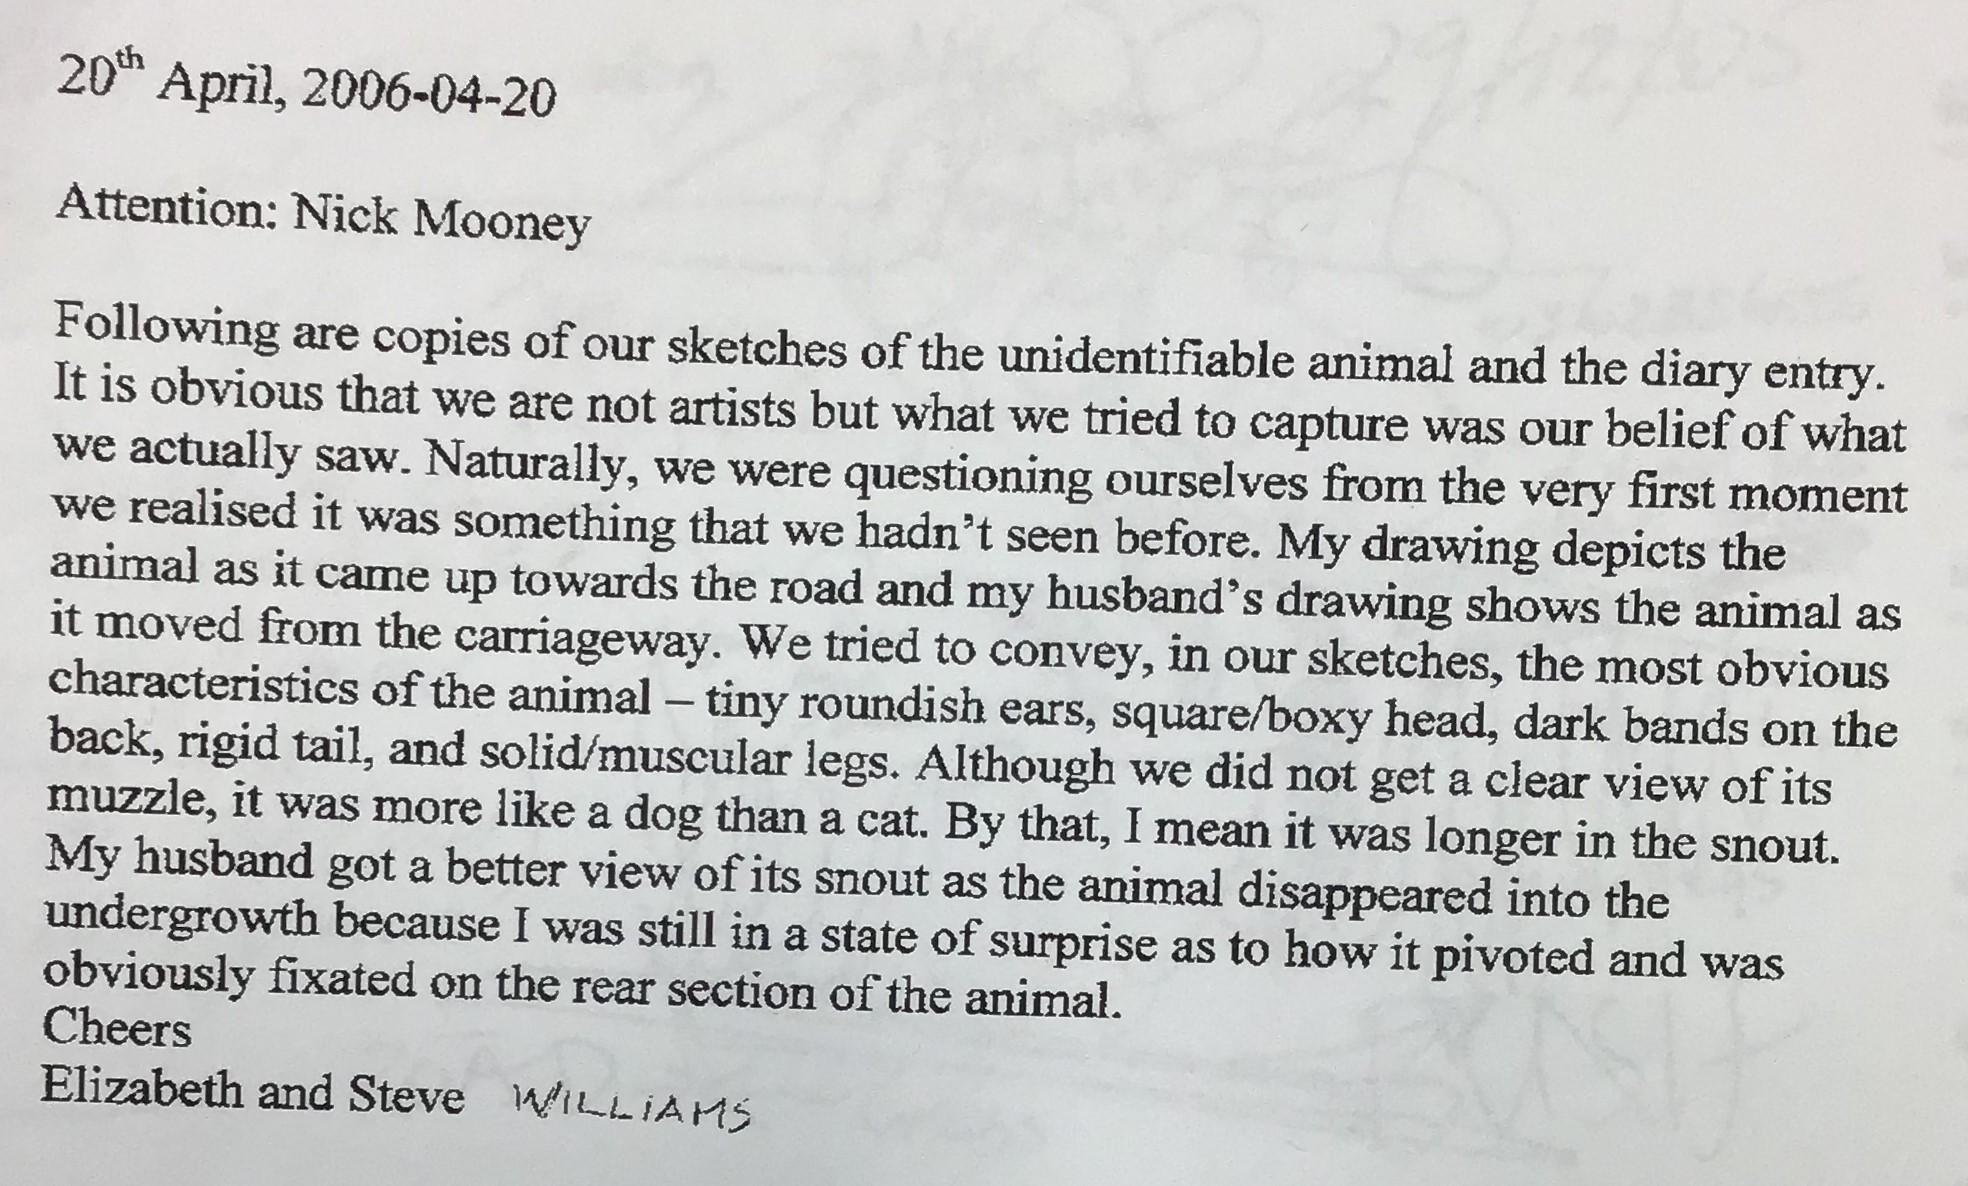 20th April, 2006-04-20
Attention: Nick Mooney
Following are copies of our sketches of the unidentifiable animal and the diary entry.
It is obvious that we are not artists but what we tried to capture was our belief of what
we actually saw. Naturally, we were questioning ourselves from the very first moment
we realised it was something that we hadn't seen before. My drawing depicts the
animal as it came up towards the road and my husband's drawing shows the animal as
it moved from the carriageway. We tried to convey, in our sketches, the most obvious
characteristics of the animal – tiny roundish ears, square/boxy head, dark bands on the
back, rigid tail, and solid/muscular legs. Although we did not get a clear view of its
muzzle, it was more like a dog than a cat. By that, I mean it was longer in the snout.
My husband got a better view of its snout as the animal disappeared into the
undergrowth because I was still in a state of surprise as to how it pivoted and was
obviously fixated on the rear section of the animal.
Cheers
Elizabeth and Steve WILLIAMS